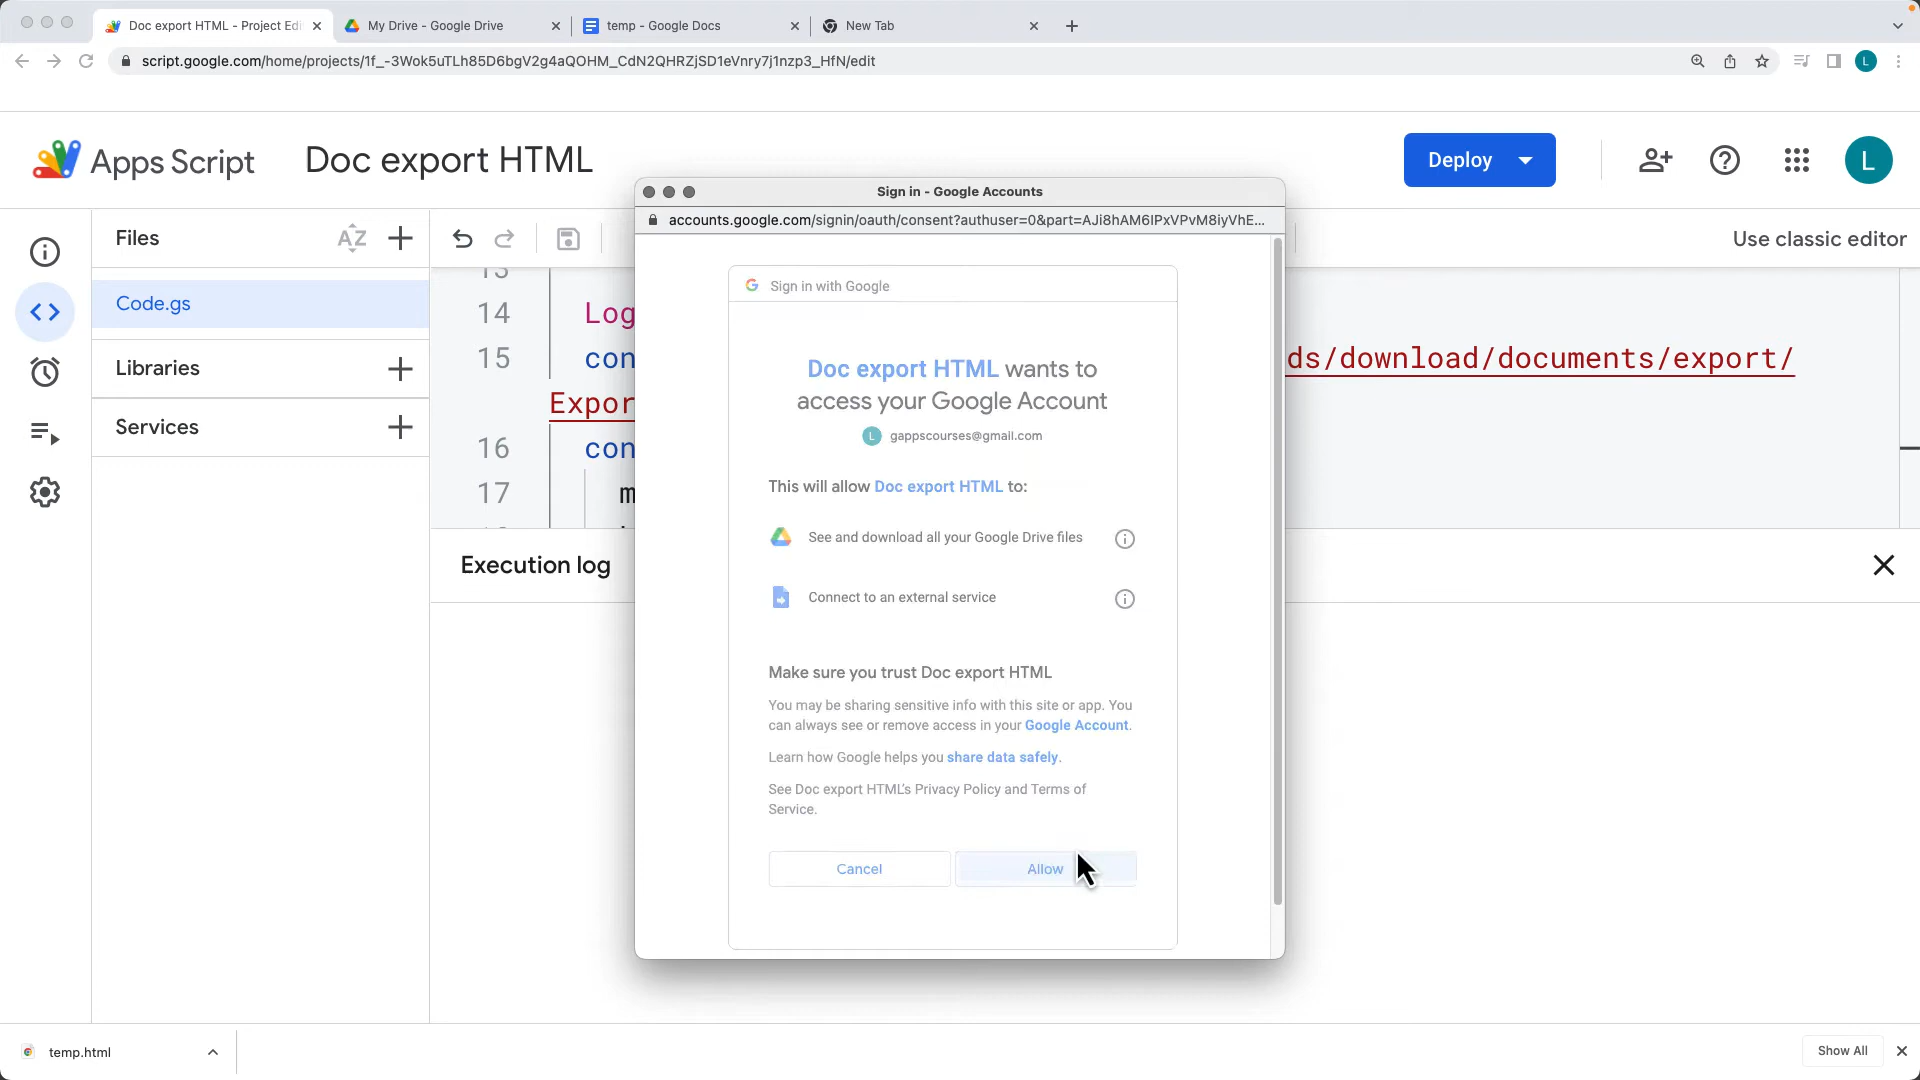 Doc export HTML - Project Edi
My Drive - Google Drive
temp - Google Docs
New Tab
script.google.com/home/projects/1f_-3Wok5uTLh85D6bgV2g4aQOHM_CdN2QHRZjSD1eVnry7j1nzp3_HfN/edit
L
Apps Script
Doc export HTML
Deploy
L
Sign in - Google Accounts
accounts.google.com/signin/oauth/consent?authuser=0&part=AJi8hAM6IPxVPvM8iyVhE...
Files
AZ
Use classic editor
Code.gs
Libraries
Services
13
14 Log
15 con
ds/download/documents/export/
Expor
16 con
17 m
Execution log
Sign in with Google
Doc export HTML wants to
access your Google Account
L gappscourses@gmail.com
This will allow Doc export HTML to:
See and download all your Google Drive files
Connect to an external service
Make sure you trust Doc export HTML
You may be sharing sensitive info with this site or app. You
can always see or remove access in your Google Account.
Learn how Google helps you share data safely.
See Doc export HTML's Privacy Policy and Terms of
Service.
Cancel
Allow
temp.html
Show All